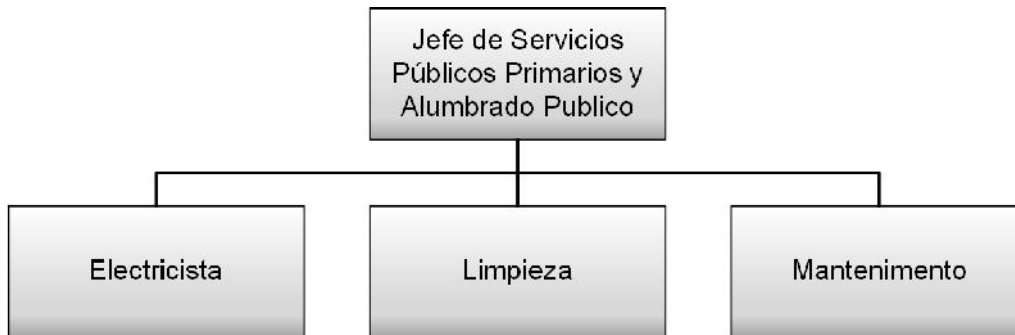 Jefe de Servicios
Públicos Primarios y
Alumbrado Publico
Electricista
Limpieza
Mantenimento